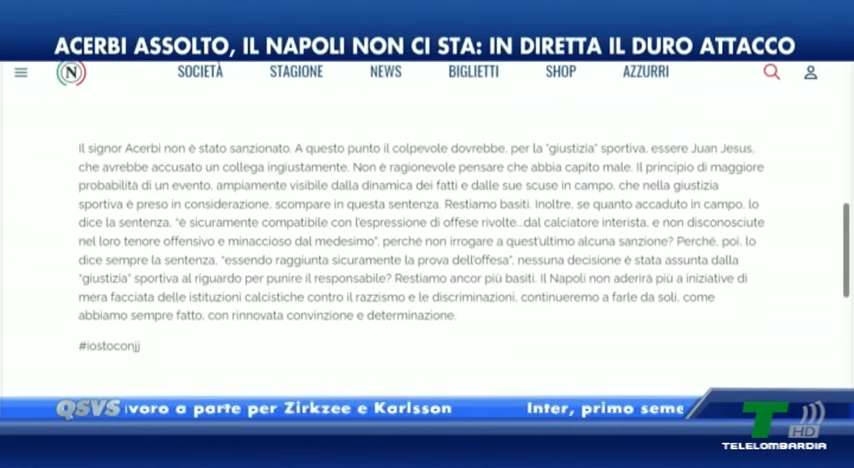 ACERBI ASSOLTO, IL NAPOLI NON CI STA: IN DIRETTA IL DURO ATTACCO
N SOCIETÀ STAGIONE NEWS BIGLIETTI SHOP AZZURRI
Il signor Acerbi non è stato sanzionato. A questo punto il colpevole dovrebbe, per la "giustizia" sportiva, essere Juan Jesus,
che avrebbe accusato un collega ingiustamente. Non è ragionevole pensare che abbia capito male. Il principio di maggiore
probabilità di un evento, ampiamente visibile dalla dinamica dei fatti e dalle sue scuse in campo, che nella giustizia
sportiva è preso in considerazione, scompare in questa sentenza. Restiamo basiti. Inoltre, se quanto accaduto in campo, lo
dice la sentenza, "è sicuramente compatibile con l'espressione di offese rivolte...dal calciatore interista, e non disconosciute
nel loro tenore offensivo e minaccioso dal medesimo", perché non irrogare a quest'ultimo alcuna sanzione? Perché, poi, lo
dice sempre la sentenza, "essendo raggiunta sicuramente la prova dell'offesa", nessuna decisione è stata assunta dalla
"giustizia" sportiva al riguardo per punire il responsabile? Restiamo ancor più basiti. Il Napoli non aderirà più a iniziative di
mera facciata delle istituzioni calcistiche contro il razzismo e le discriminazioni, continueremo a farle da soli, come
abbiamo sempre fatto, con rinnovata convinzione e determinazione.
#iostoconjj
QSVS avoro a parte per Zirkzee e Karlsson Inter, primo seme
T HD
TELELOMBARDIA